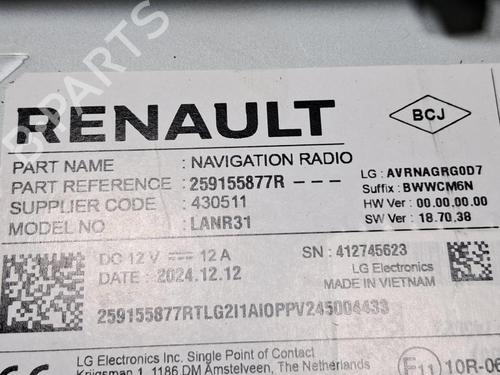 RENAULT
BCJ
PART NAME : NAVIGATION RADIO
PART REFERENCE : 259155877R - - -
SUPPLIER CODE : 430511
MODEL NO : LANR31
LG : AVRNAGRG0D7
Suffix : BWWCM6N
HW Ver : 00.00.00.00
SW Ver : 18.70.38
DC 12 V 12 A
DATE : 2024.12.12
SN : 412745623
LG Electronics
MADE IN VIETNAM
259155877RTLG2I1AIOPPV245004433
LG Electronics Inc. Single Point of Contact
Krijgsman 1, 1186 DM Amstelveen, The Netherlands
CE
E11
10R-06
B-PARTS